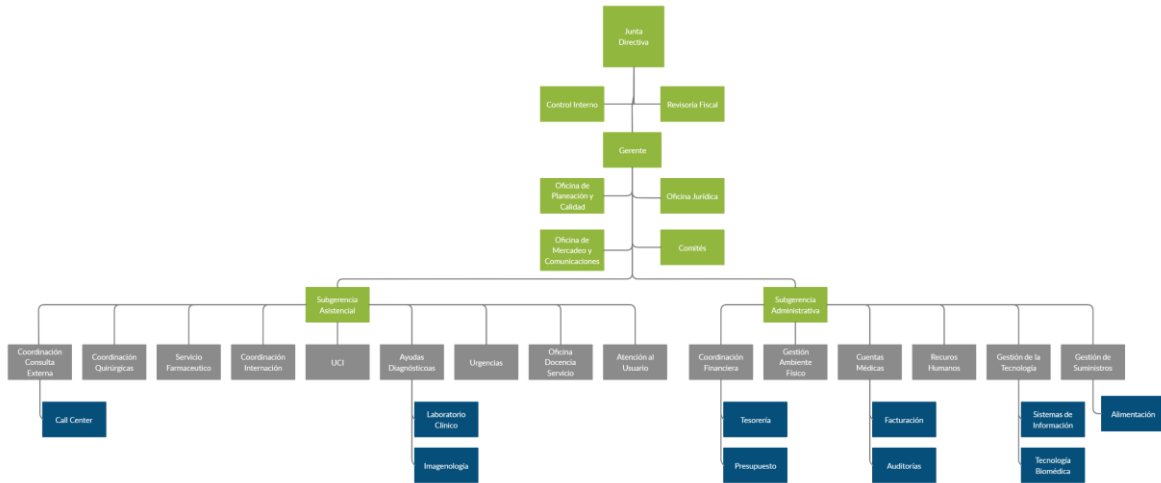 Junta
Directiva
Control Interno
Revisoría Fiscal
Gerente
Oficina de
Planeación y
Calidad
Oficina Jurídica
Oficina de
Mercadeo y
Comunicaciones
Comités
Subgerencia
Asistencial
Subgerencia
Administrativa
Coordinación
Consulta
Externa
Coordinación
Quirúrgicas
Servicio
Farmaceutico
Coordinación
Internación
UCI
Ayudas
Diagnósticoas
Urgencias
Oficina
Docencia
Servicio
Atención al
Usuario
Coordinación
Financiera
Gestión
Ambiente
Físico
Cuentas
Médicas
Recuros
Humanos
Gestión de la
Tecnología
Gestión de
Suministros
Call Center
Laboratorio
Clínico
Tesorería
Facturación
Sistemas de
Información
Alimentación
Imagenología
Presupuesto
Auditorías
Tecnología
Biomédica